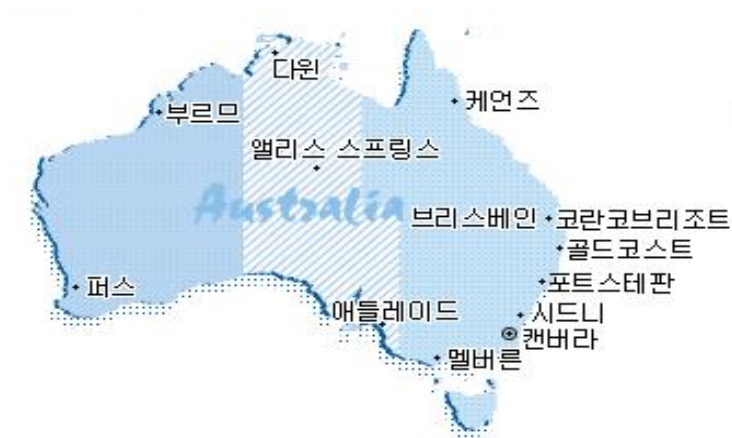 다윈
케언즈
부르므
앨리스 스프링스
Australia
브리스베인
코란코브리조트
골드코스트
퍼스
포트스테판
애들레이드
시드니
캔버라
멜버른